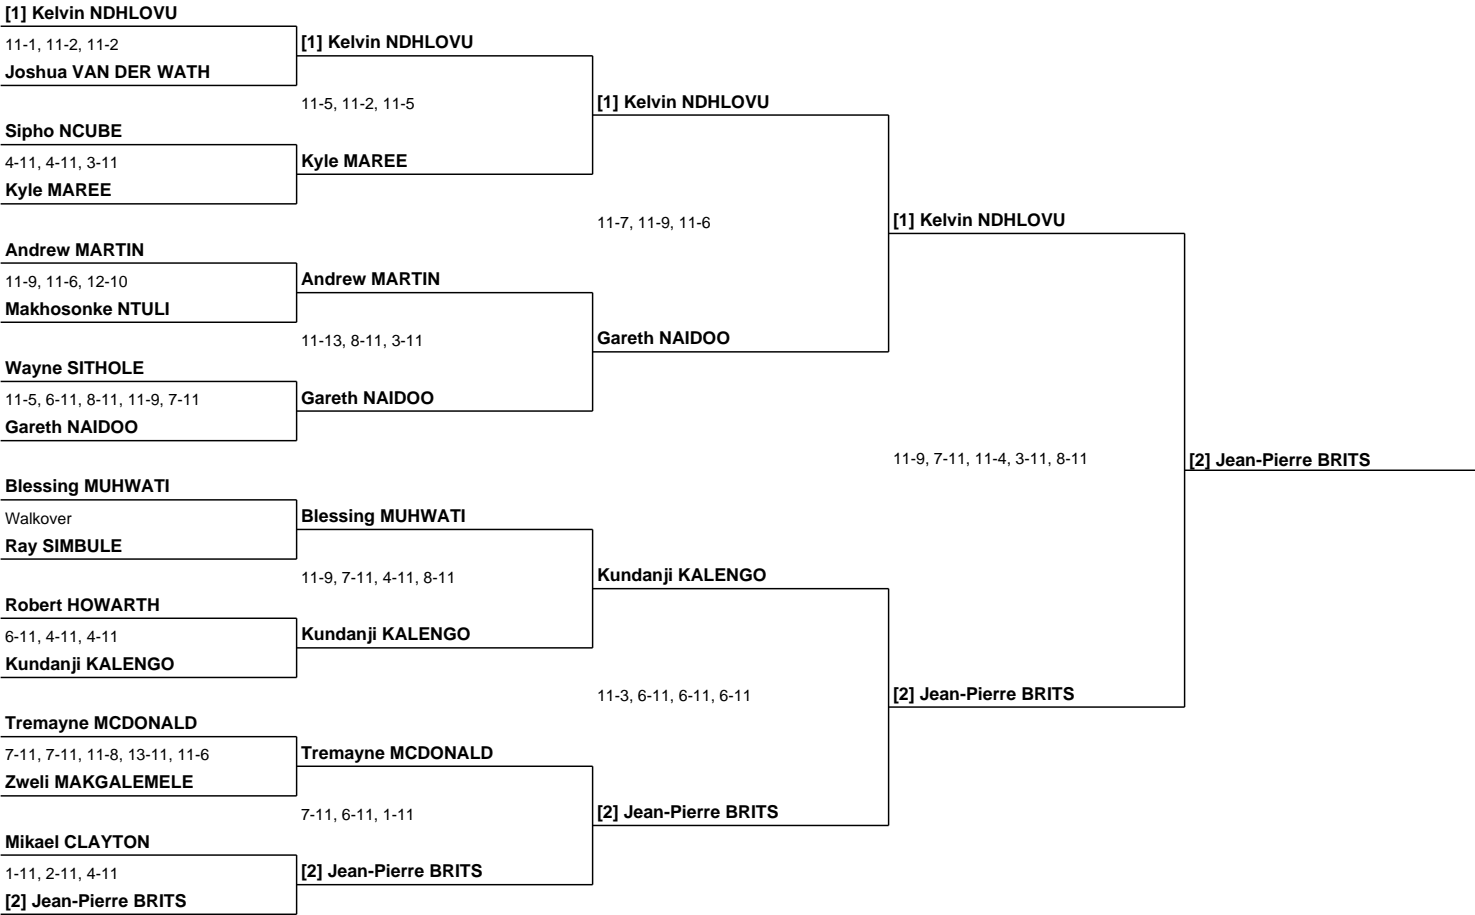 [1] Kelvin NDHLOVU
11-1, 11-2, 11-2
Joshua VAN DER WATH
Sipho NCUBE
4-11, 4-11, 3-11
Kyle MAREE
Andrew MARTIN
11-9, 11-6, 12-10
Makhosonke NTULI
Wayne SITHOLE
11-5, 6-11, 8-11, 11-9, 7-11
Gareth NAIDOO
Blessing MUHWATI
Walkover
Ray SIMBULE
Robert HOWARTH
6-11, 4-11, 4-11
Kundanji KALENGO
Tremayne MCDONALD
7-11, 7-11, 11-8, 13-11, 11-6
Zweli MAKGALEMELE
Mikael CLAYTON
1-11, 2-11, 4-11
[2] Jean-Pierre BRITS
[1] Kelvin NDHLOVU
11-5, 11-2, 11-5
Kyle MAREE
Andrew MARTIN
11-13, 8-11, 3-11
Gareth NAIDOO
Blessing MUHWATI
11-9, 7-11, 4-11, 8-11
Kundanji KALENGO
Tremayne MCDONALD
7-11, 6-11, 1-11
[2] Jean-Pierre BRITS
[1] Kelvin NDHLOVU
11-7, 11-9, 11-6
Gareth NAIDOO
Kundanji KALENGO
11-3, 6-11, 6-11, 6-11
[2] Jean-Pierre BRITS
[1] Kelvin NDHLOVU
11-9, 7-11, 11-4, 3-11, 8-11
[2] Jean-Pierre BRITS
[2] Jean-Pierre BRITS